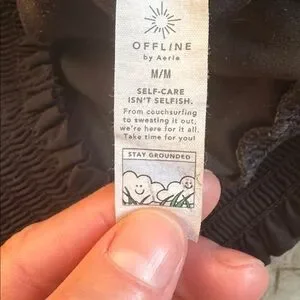 OFFLINE
by Aerie
M/M
SELF-CARE
ISN'T SELFISH.
From couchsurfing
to sweating it out,
we're here for it all.
Take time for you!
STAY GROUNDED